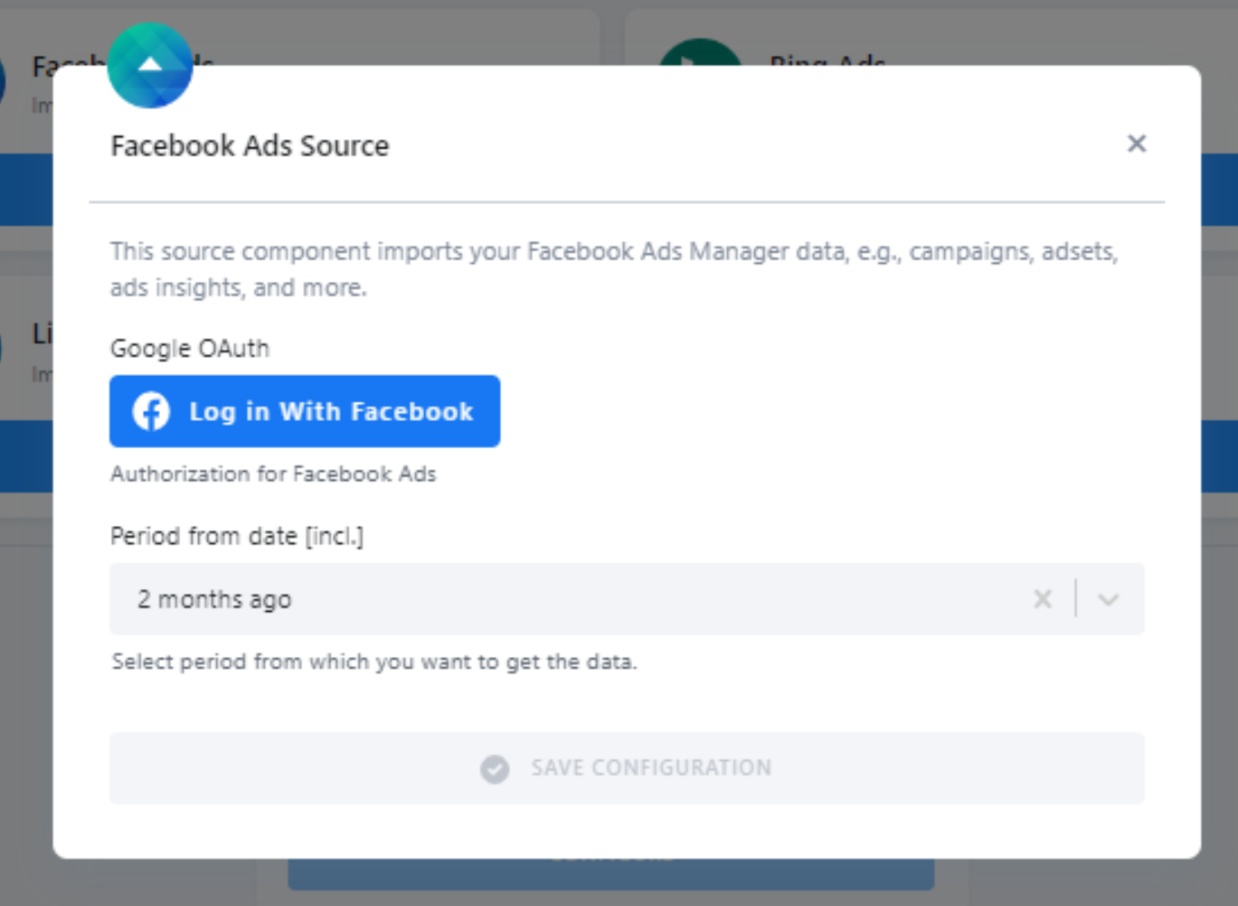 Bing Ads
Facebook Ads Source
This source component imports your Facebook Ads Manager data, e.g., campaigns, adsets,
ads insights, and more.
Google OAuth
Log in With Facebook
Authorization for Facebook Ads
Period from date [incl.]
2 months ago
Select period from which you want to get the data.
SAVE CONFIGURATION